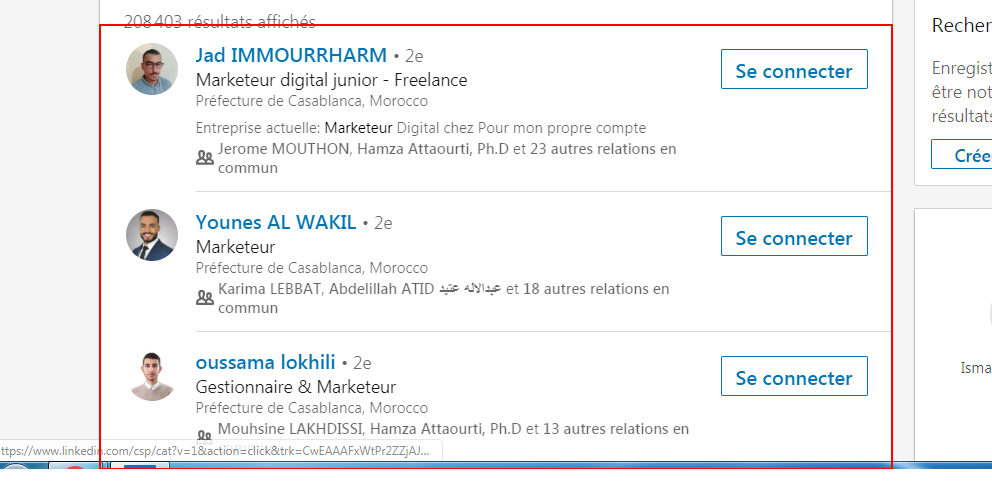 208 403 résultats affichés
Jad IMMOURRHARM • 2e
Se connecter
Marketeur digital junior - Freelance
Préfecture de Casablanca, Morocco
Entreprise actuelle: Marketeur Digital chez Pour mon propre compte
Jerome MOUTHON, Hamza Attaourti, Ph.D et 23 autres relations en
commun
Younes AL WAKIL • 2e
Se connecter
Marketeur
Préfecture de Casablanca, Morocco
Karima LEBBAT, Abdelillah ATID عبدالاله عتيد et 18 autres relations en
commun
oussama lokhili • 2e
Se connecter
Gestionnaire & Marketeur
Préfecture de Casablanca, Morocco
Mouhsine LAKHDISSI, Hamza Attaourti, Ph.D et 13 autres relations en
commun
ttps://www.linkedin.com/csp/cat?v=1&action=click&trk=CwEAAAFxWtPr2ZZjAJ...
Recher
Enregist
être not
résultats
Crée
Isma